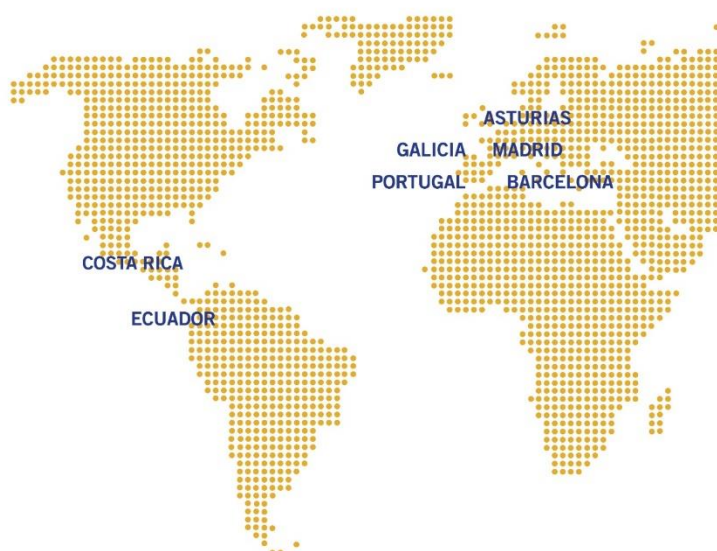 ASTURIAS
GALICIA MADRID
PORTUGAL BARCELONA
COSTA RICA
ECUADOR